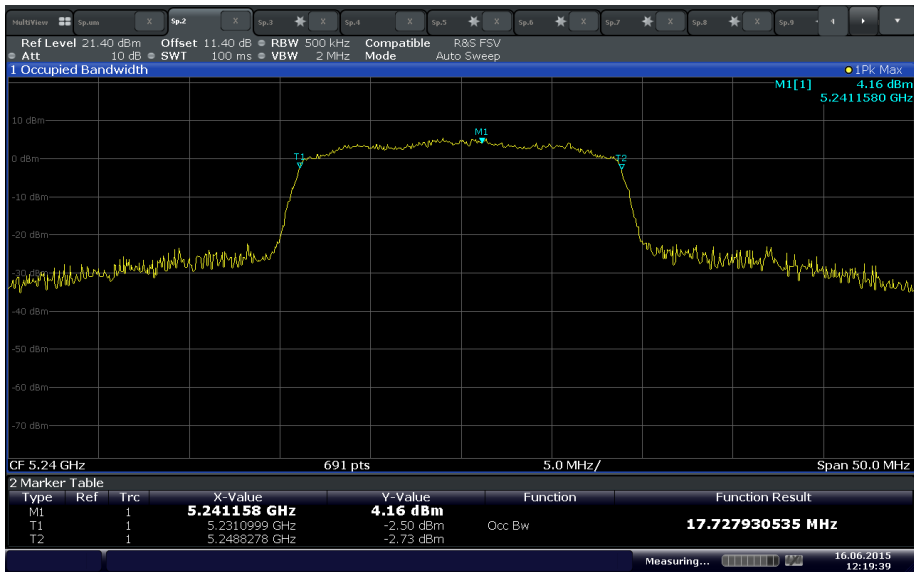 MultiView Sp.um X Sp.2 X Sp.3 X Sp.4 X Sp.5 X Sp.6 X Sp.7 X Sp.8 X Sp.9
Ref Level 21.40 dBm Offset 11.40 dB RBW 500 kHz Compatible R&S FSV
Att 10 dB SWT 100 ms VBW 2 MHz Mode Auto Sweep
1 Occupied Bandwidth 1Pk Max
M1[1] 4.16 dBm
5.2411580 GHz
10 dBm
M1
0 dBm
T1 T2
-10 dBm
-20 dBm
-30 dBm
-40 dBm
-50 dBm
-60 dBm
-70 dBm
CF 5.24 GHz 691 pts 5.0 MHz/ Span 50.0 MHz
2 Marker Table
Type Ref Trc X-Value Y-Value Function Function Result
M1 1 5.241158 GHz 4.16 dBm
T1 1 5.2310999 GHz -2.50 dBm Occ Bw 17.727930535 MHz
T2 1 5.2488278 GHz -2.73 dBm
Measuring... 16.06.2015
12:19:39